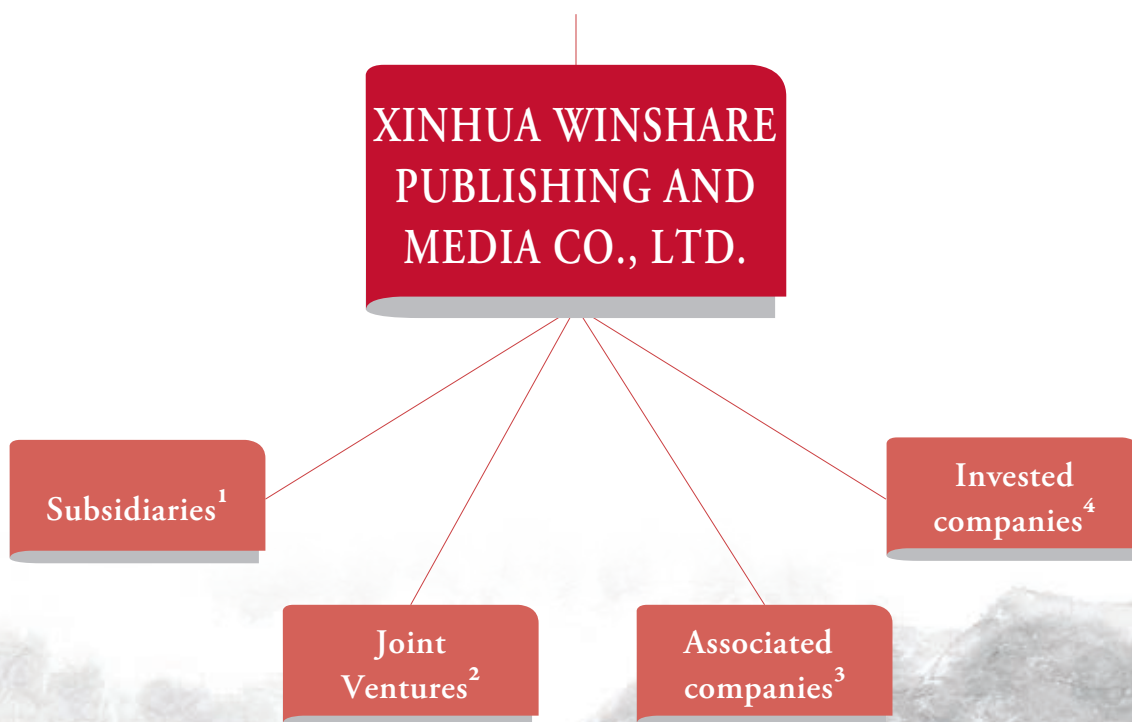 XINHUA WINSHARE
PUBLISHING AND
MEDIA CO., LTD.
Subsidiaries¹
Invested
companies⁴
Joint
Ventures²
Associated
companies³